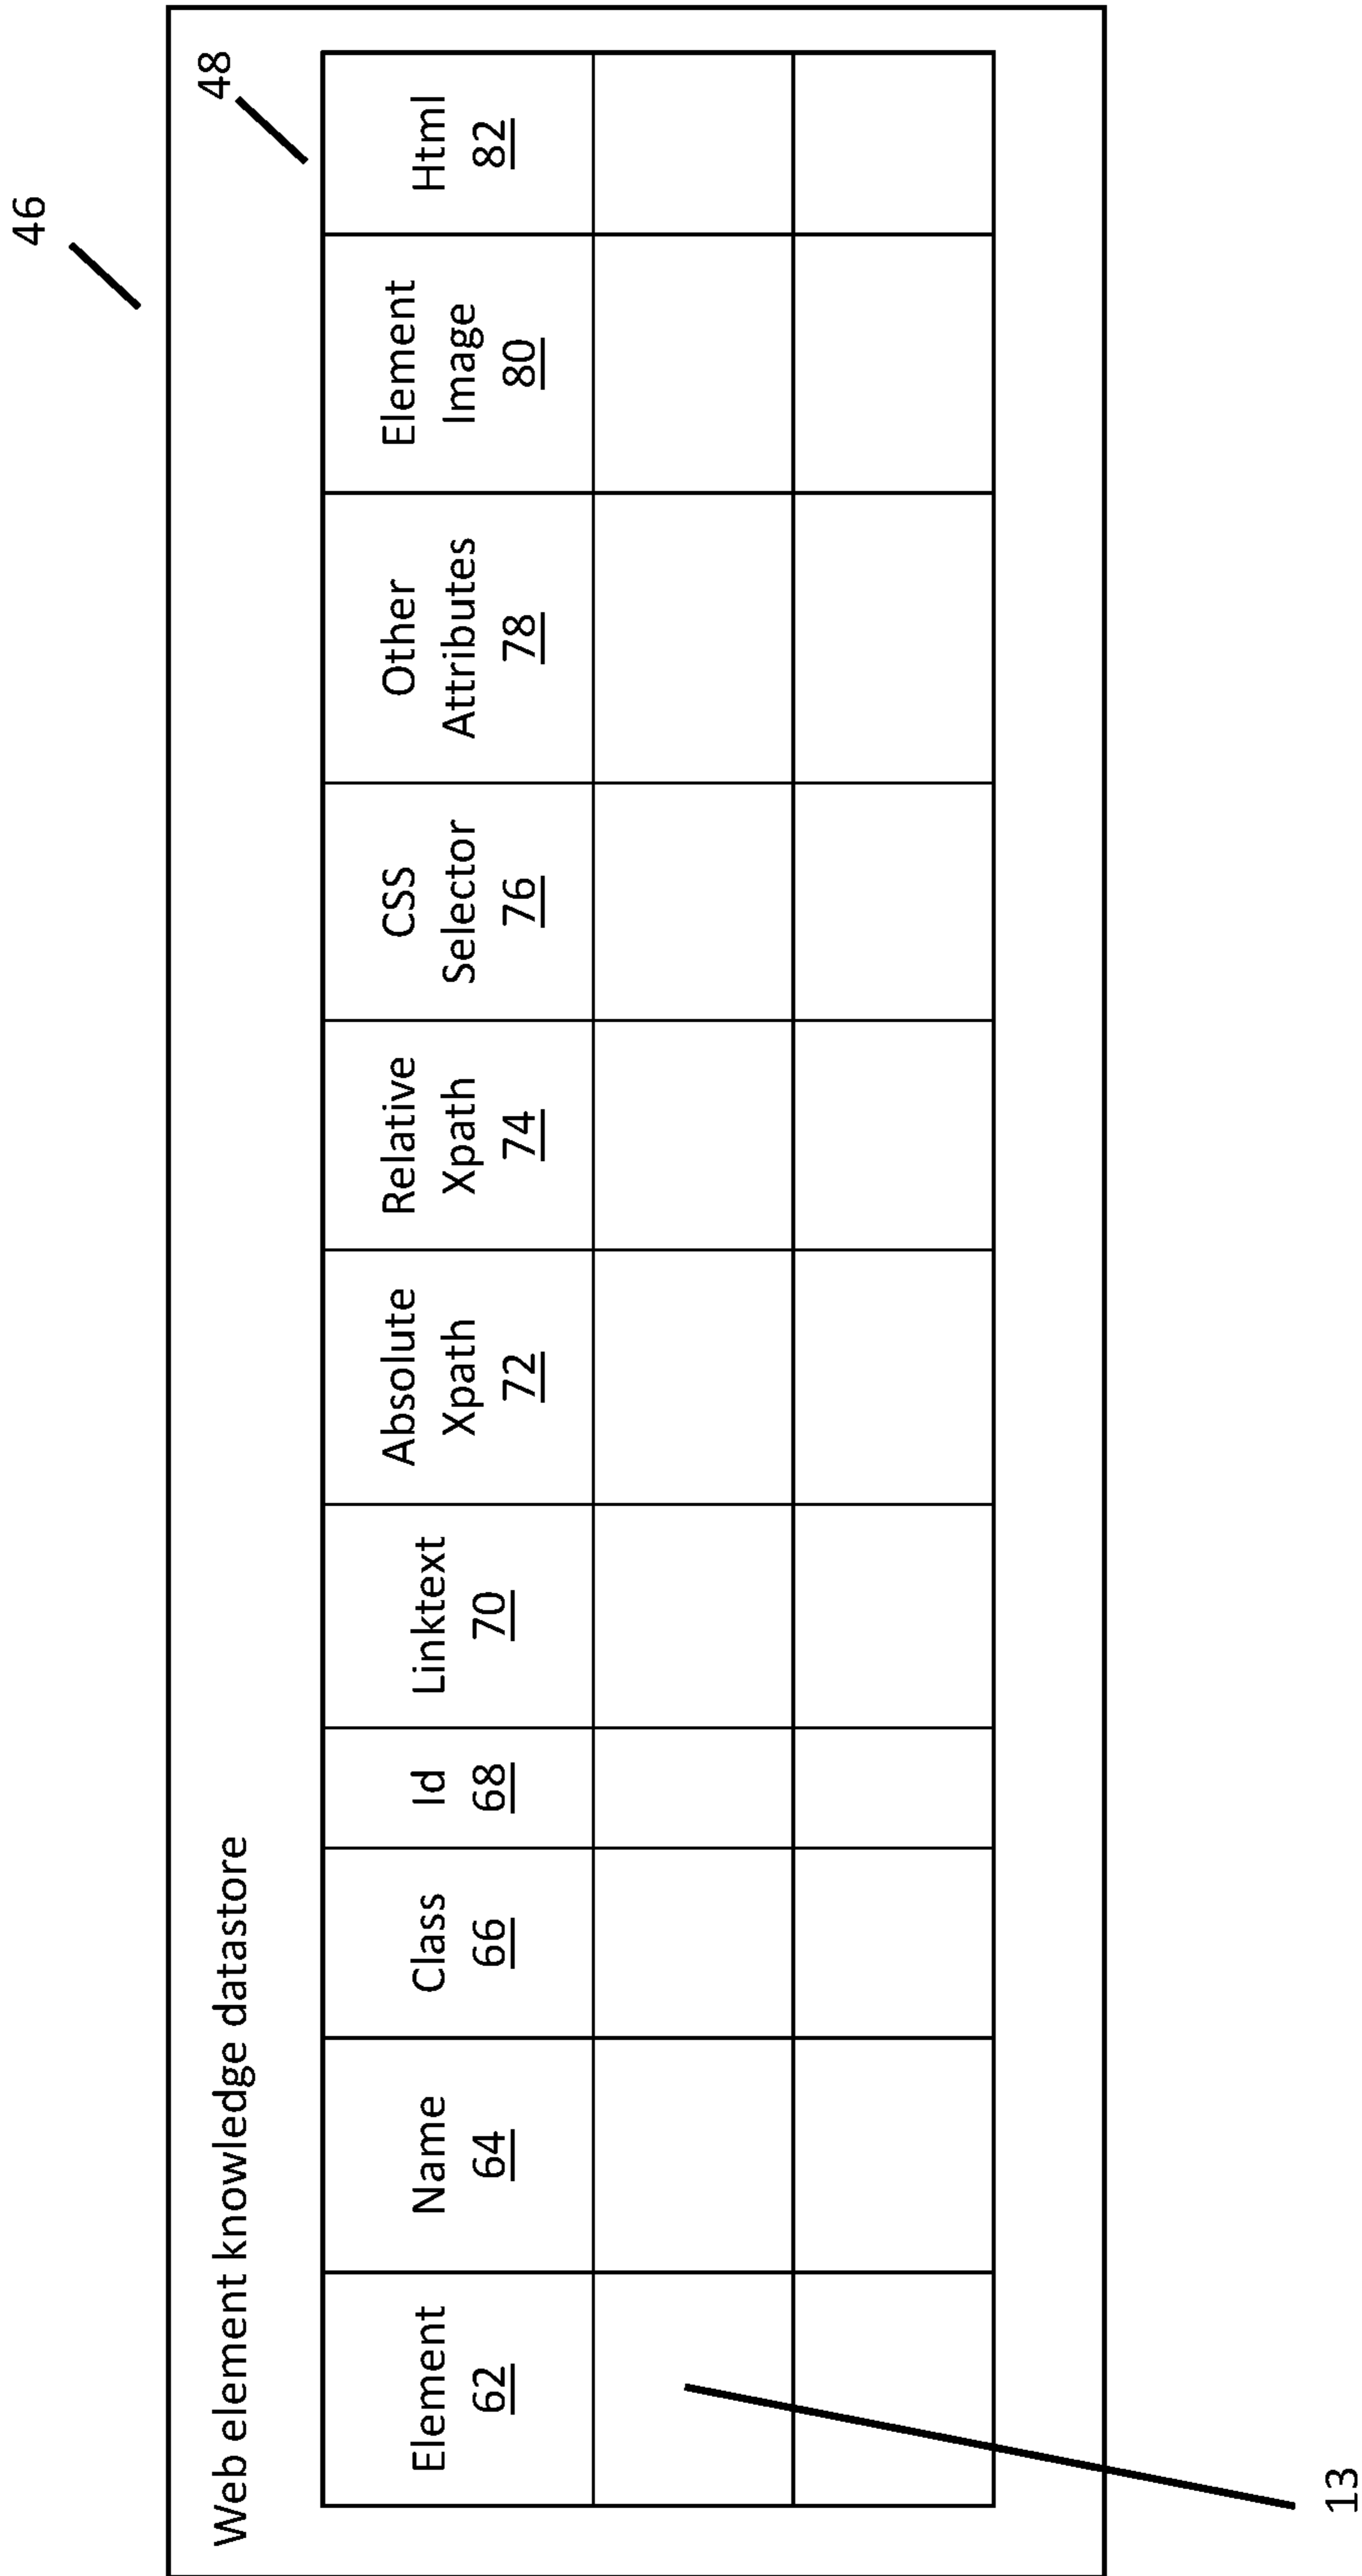 46
Web element knowledge datastore
48
Element
62
Name
64
Class
66
Id
68
Linktext
70
Absolute
Xpath
72
Relative
Xpath
74
CSS
Selector
76
Other
Attributes
78
Element
Image
80
Html
82
13